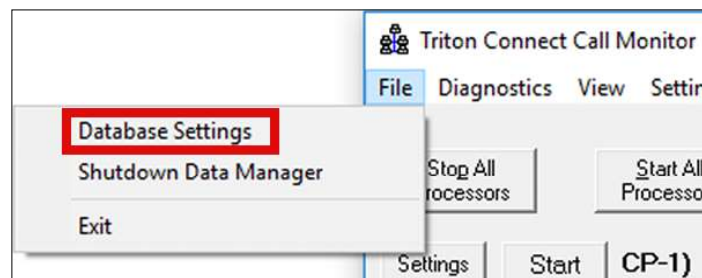 Triton Connect Call Monitor
File Diagnostics View
Database Settings
Shutdown Data Manager
Exit
Stop All
Start All
Settings Start CP-1)